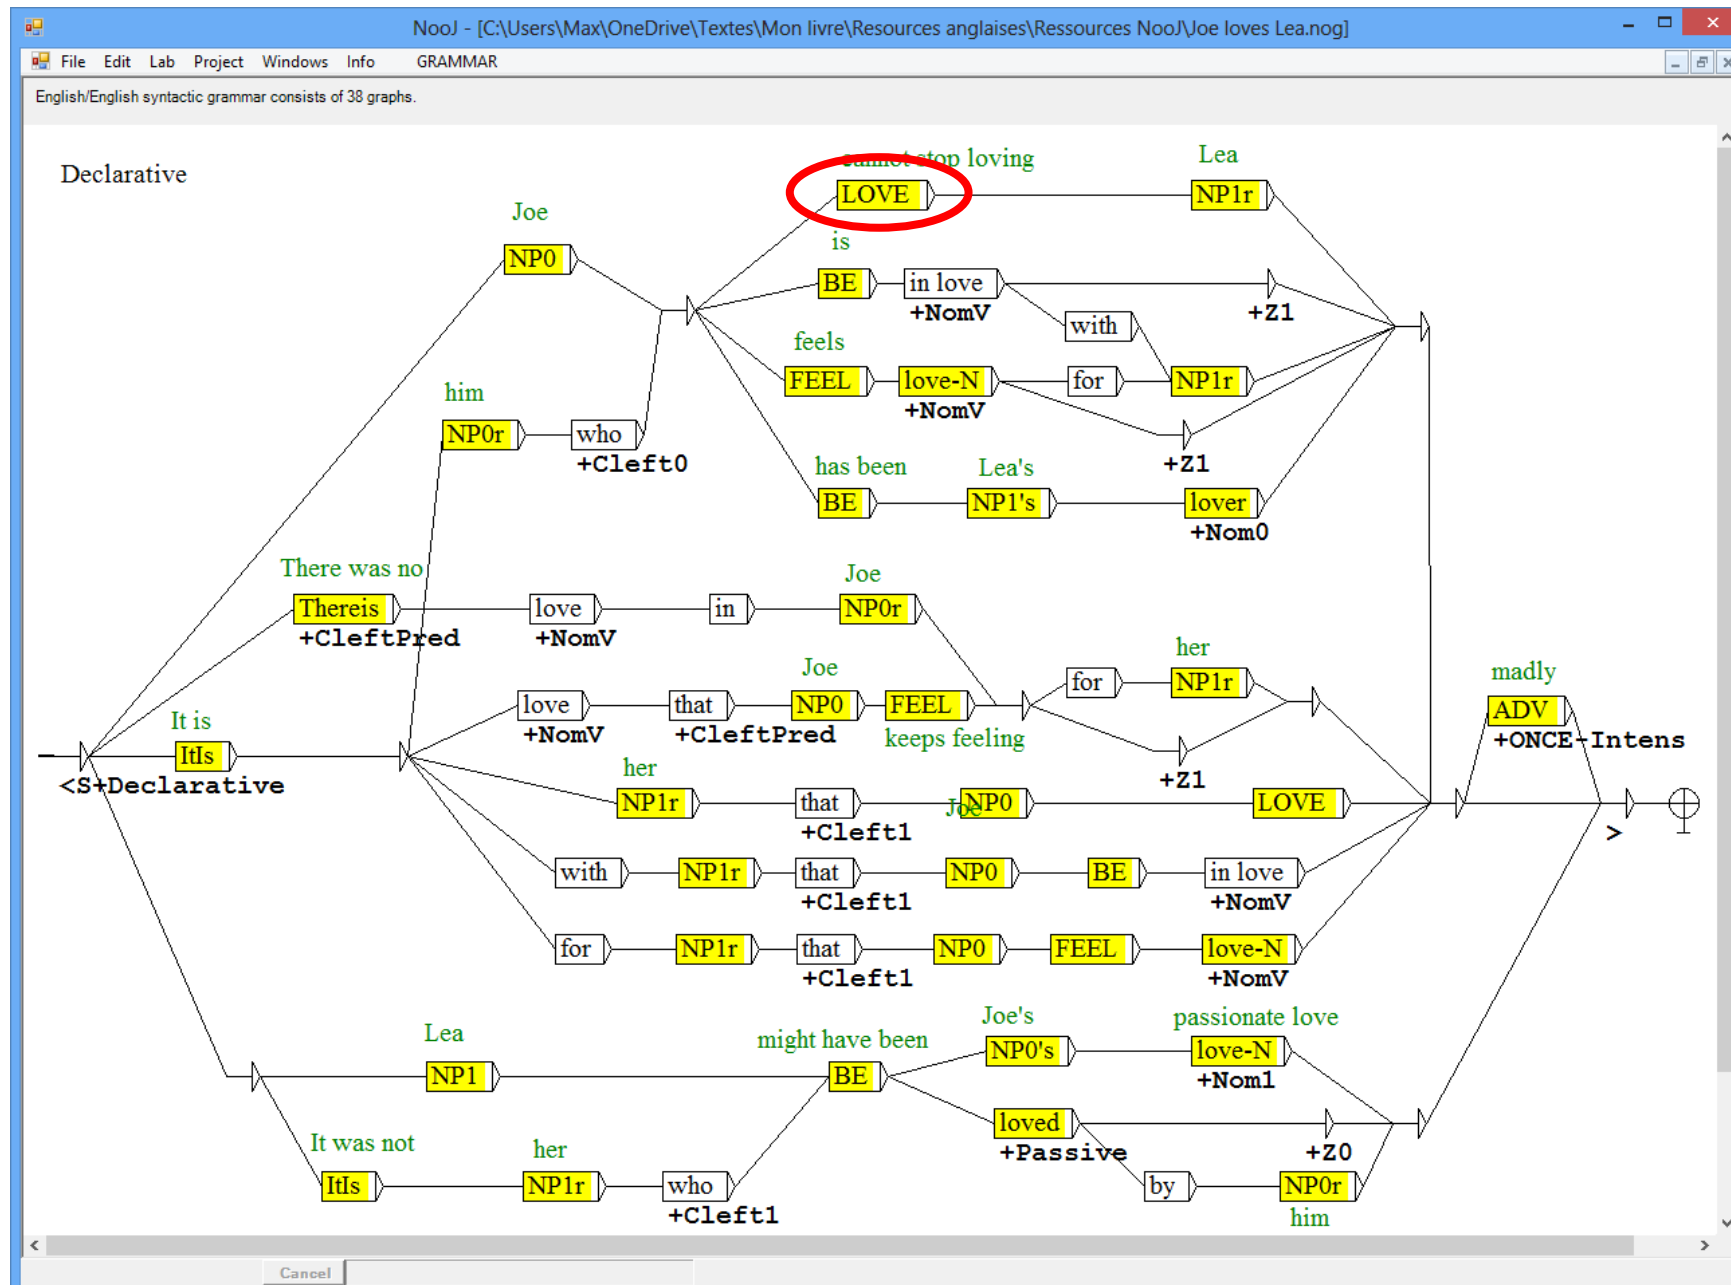 NooJ - [C:\Users\Max\OneDrive\Textes\Mon livre\Resources anglaises\Ressources NooJ\Joe loves Lea.nog]
File Edit Lab Project Windows Info GRAMMAR
English/English syntactic grammar consists of 38 graphs.
Declarative
cannot stop loving Lea
LOVE NP1r
Joe
NP0
is
BE in love
+NomV +Z1
with
feels
FEEL love-N for NP1r
+NomV
him
NP0r who
+Cleft0 +Z1
has been Lea's
BE NP1's lover
+Nom0
There was no Joe
Thereis love in NP0r
+CleftPred +NomV
her
for NP1r
Joe
love that NP0 FEEL
+NomV +CleftPred keeps feeling
+Z1
madly
ADV
+ONCE-Intens
It is
ItIs
<S+Declarative
her
NP1r that Joe NP0 LOVE
+Cleft1
>
with NP1r that NP0 BE in love
+Cleft1 +NomV
for NP1r that NP0 FEEL love-N
+Cleft1 +NomV
Lea might have been Joe's passionate love
NP1 BE NP0's love-N
+Nom1
loved
+Passive +Z0
It was not her
ItIs NP1r who by NP0r
+Cleft1 him
Cancel